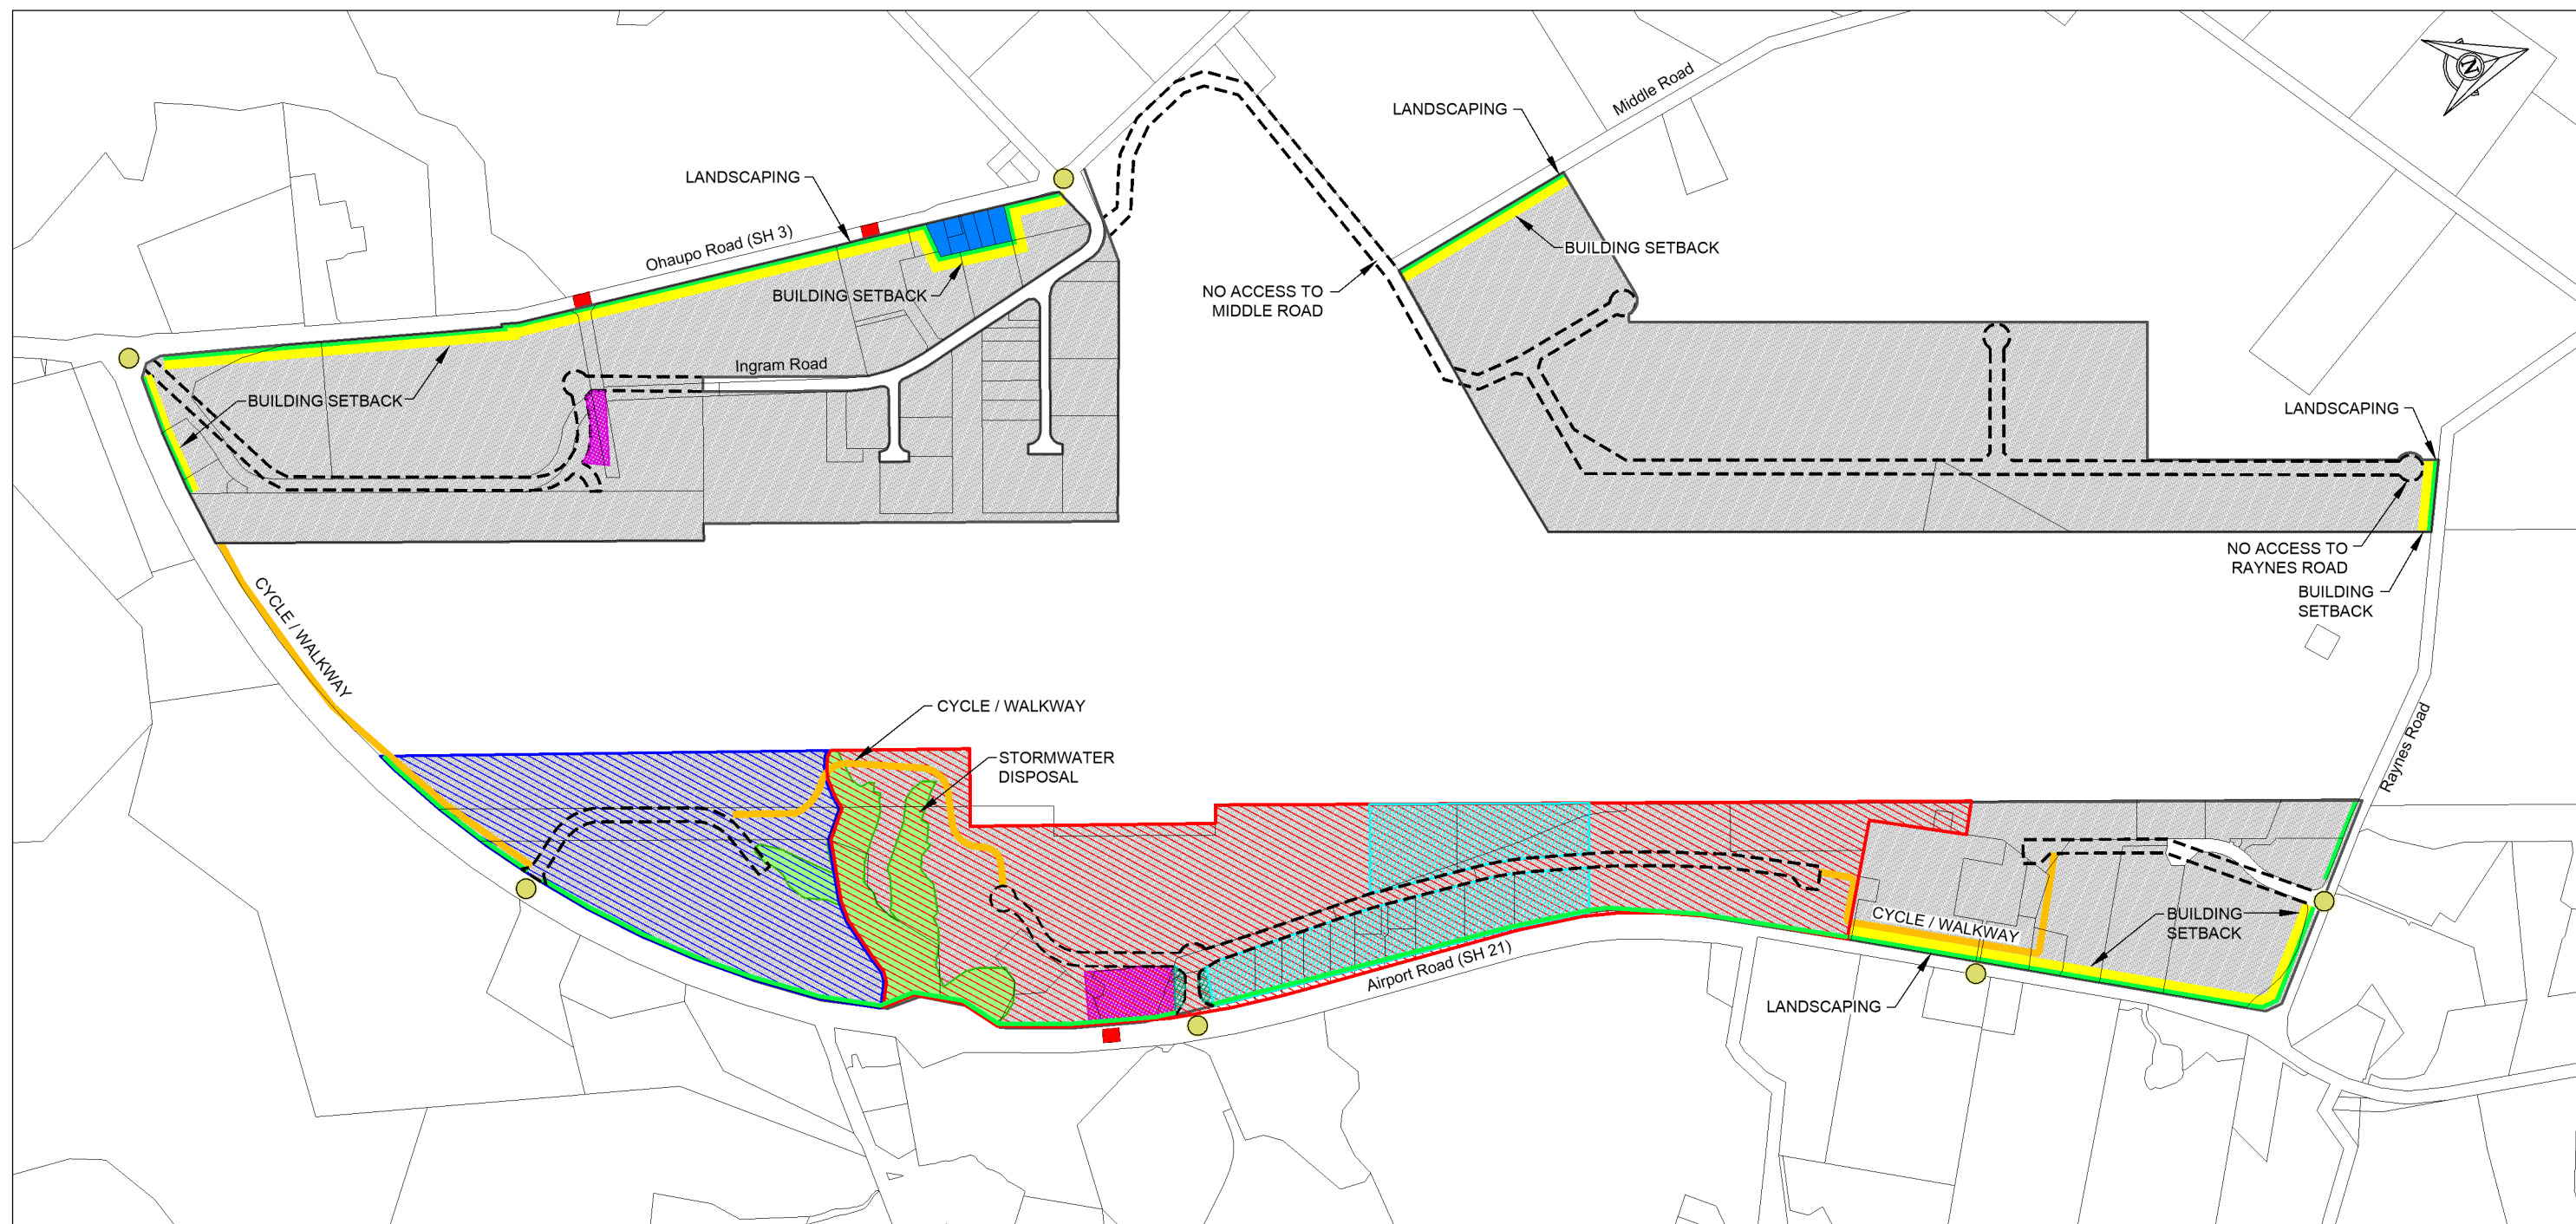 N
Middle Road
LANDSCAPING
LANDSCAPING
Ohaupo Road (SH 3)
BUILDING SETBACK
BUILDING SETBACK
NO ACCESS TO
MIDDLE ROAD
Ingram Road
BUILDING SETBACK
LANDSCAPING
NO ACCESS TO
RAYNES ROAD
BUILDING
SETBACK
CYCLE / WALKWAY
CYCLE / WALKWAY
STORMWATER
DISPOSAL
Raynes Road
CYCLE / WALKWAY
BUILDING
SETBACK
Airport Road (SH 21)
LANDSCAPING